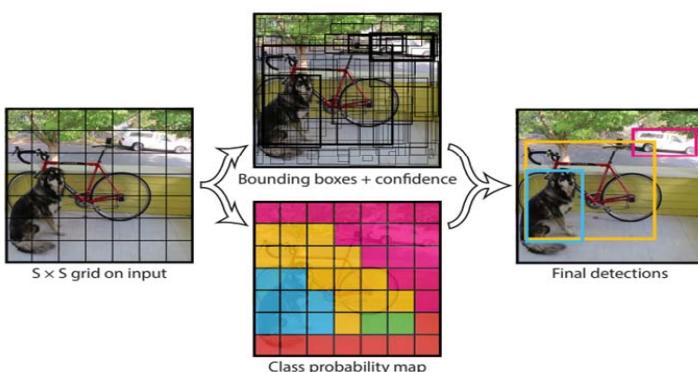 Bounding boxes + confidence
S × S grid on input
Final detections
Class probability map